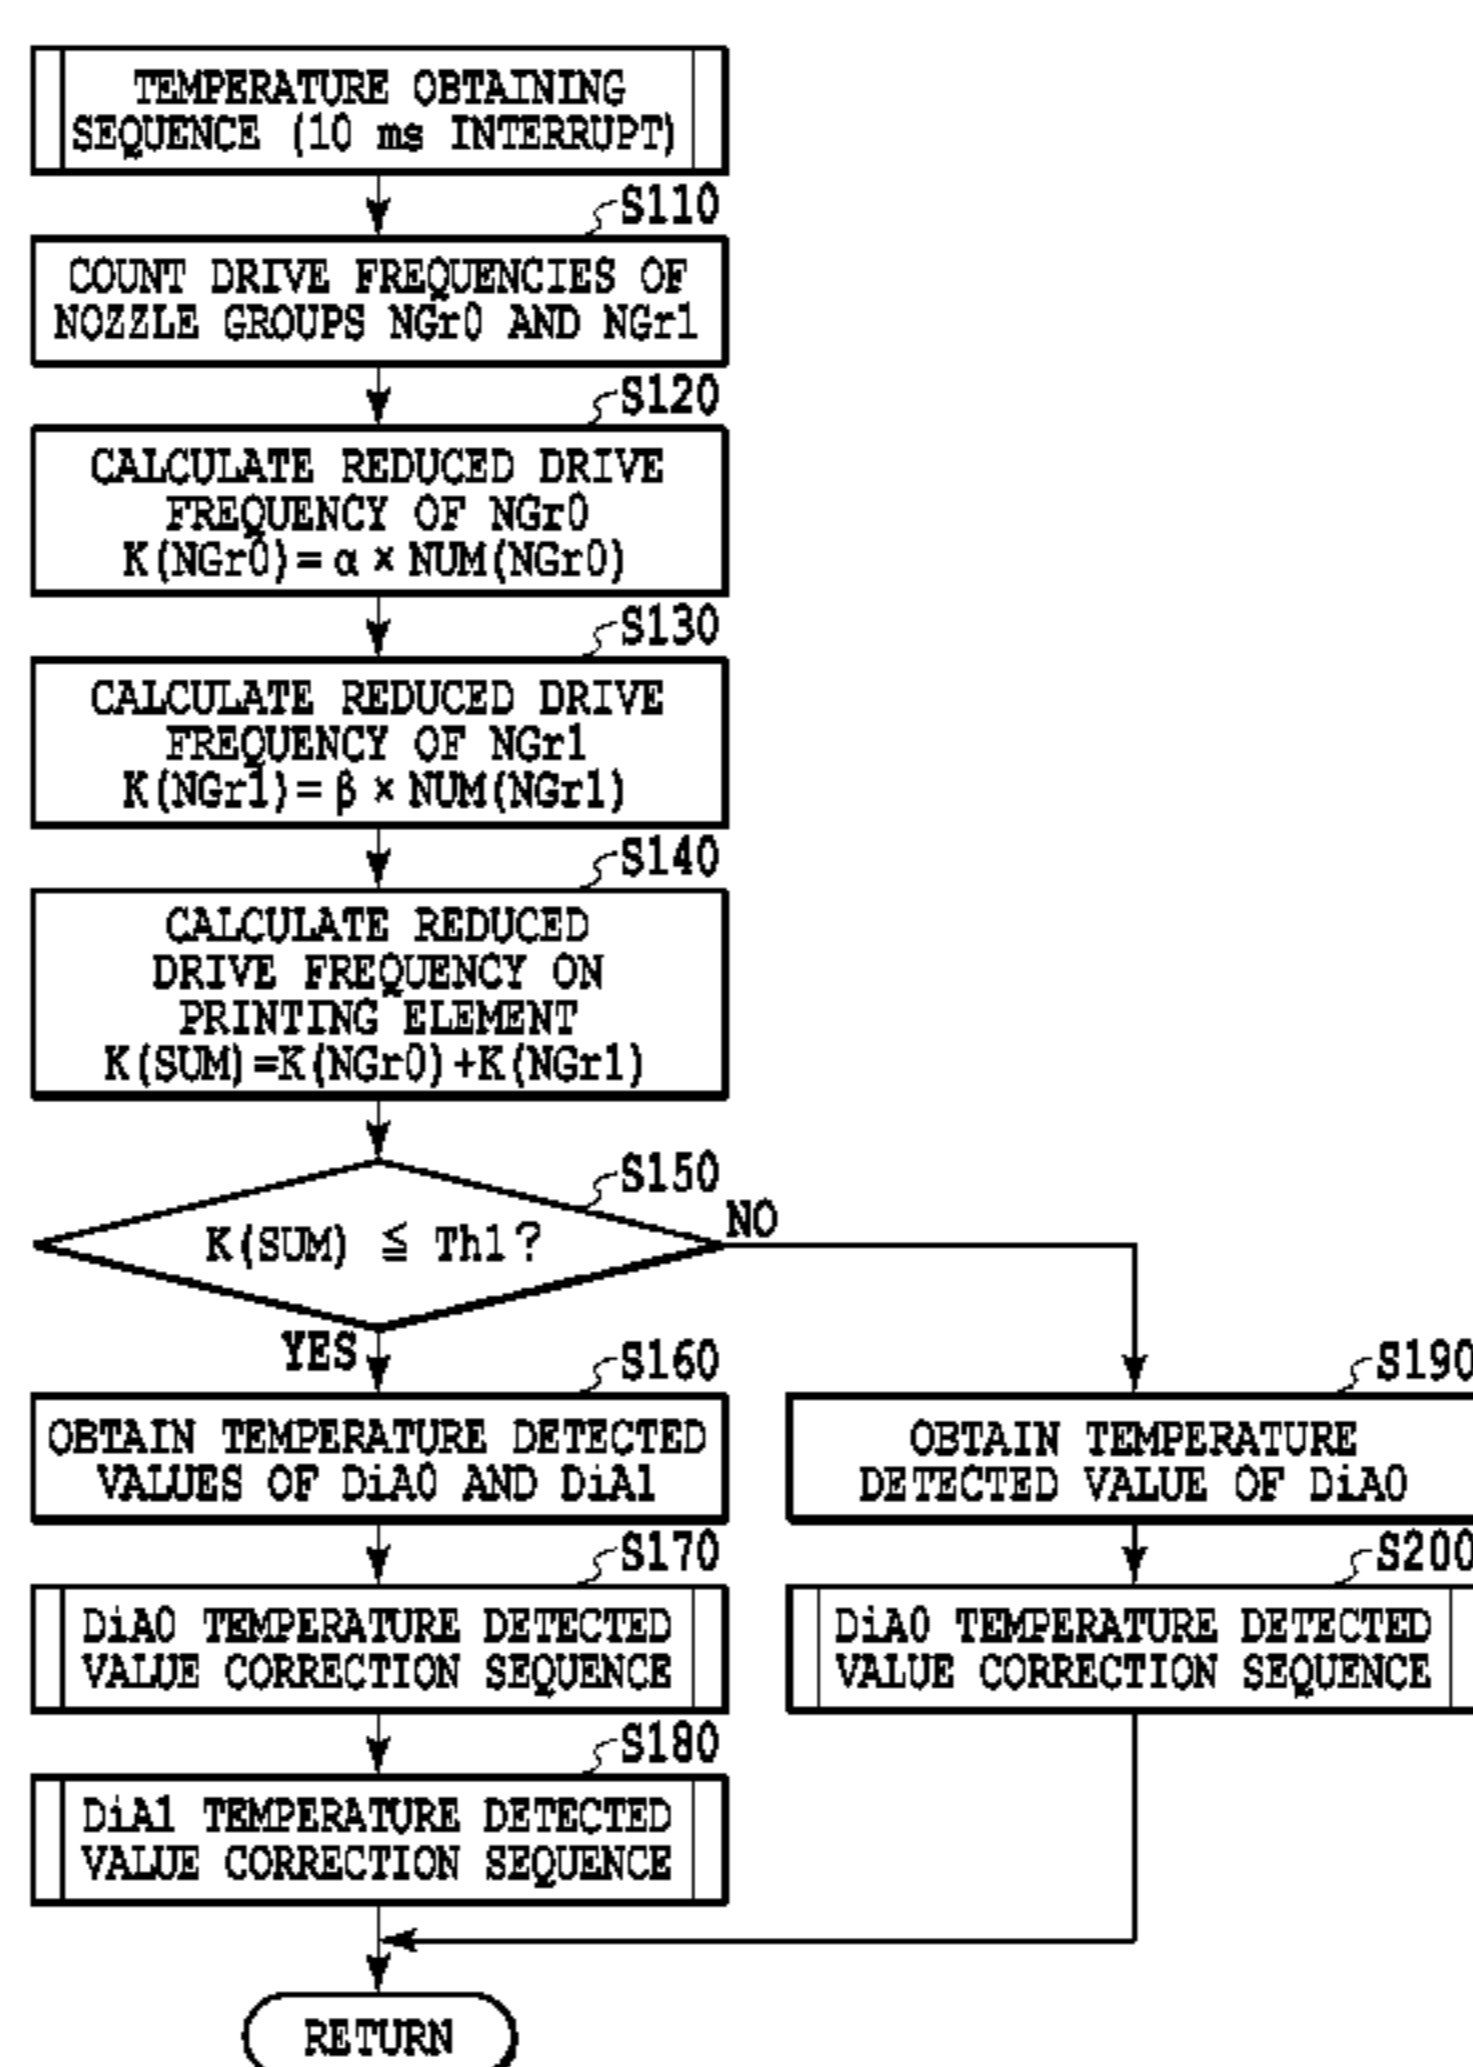 TEMPERATURE OBTAINING
SEQUENCE (10 ms INTERRUPT)
S110
COUNT DRIVE FREQUENCIES OF
NOZZLE GROUPS NGr0 AND NGr1
S120
CALCULATE REDUCED DRIVE
FREQUENCY OF NGr0
K(NGr0)=α×NUM(NGr0)
S130
CALCULATE REDUCED DRIVE
FREQUENCY OF NGr1
K(NGr1)=β×NUM(NGr1)
S140
CALCULATE REDUCED
DRIVE FREQUENCY ON
PRINTING ELEMENT
K(SUM)=K(NGr0)+K(NGr1)
S150
K(SUM) ≦ Th1?
NO
YES
S160
OBTAIN TEMPERATURE DETECTED
VALUES OF DiA0 AND DiA1
S170
DiA0 TEMPERATURE DETECTED
VALUE CORRECTION SEQUENCE
S180
DiA1 TEMPERATURE DETECTED
VALUE CORRECTION SEQUENCE
S190
OBTAIN TEMPERATURE
DETECTED VALUE OF DiA0
S200
DiA0 TEMPERATURE DETECTED
VALUE CORRECTION SEQUENCE
RETURN